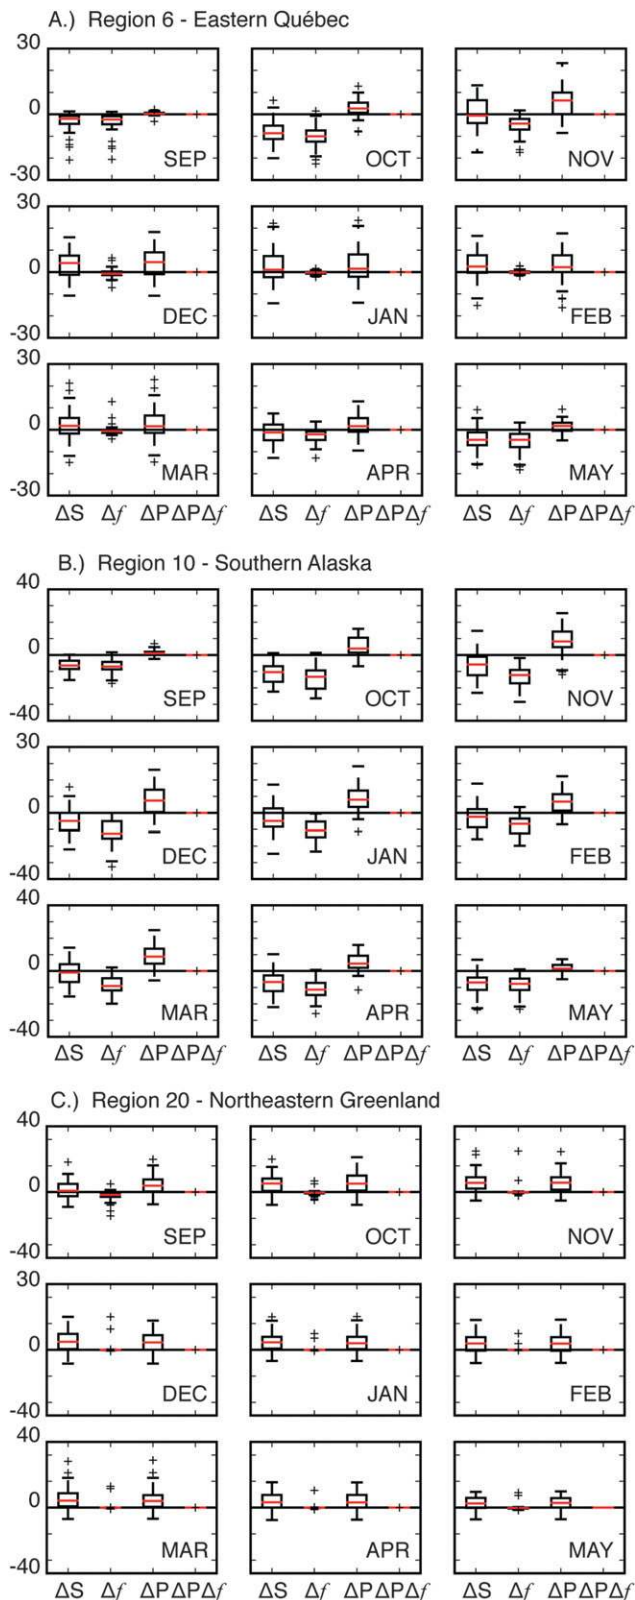 A.) Region 6 - Eastern Québec
30
0
-30
SEP
OCT
NOV
30
0
-30
DEC
JAN
FEB
30
0
-30
MAR
APR
MAY
ΔS Δf ΔP ΔPΔf ΔS Δf ΔP ΔPΔf ΔS Δf ΔP ΔPΔf
B.) Region 10 - Southern Alaska
40
0
-40
SEP
OCT
NOV
30
0
-40
DEC
JAN
FEB
40
0
-40
MAR
APR
MAY
ΔS Δf ΔP ΔPΔf ΔS Δf ΔP ΔPΔf ΔS Δf ΔP ΔPΔf
C.) Region 20 - Northeastern Greenland
40
0
-40
SEP
OCT
NOV
30
0
-40
DEC
JAN
FEB
40
0
-40
MAR
APR
MAY
ΔS Δf ΔP ΔPΔf ΔS Δf ΔP ΔPΔf ΔS Δf ΔP ΔPΔf